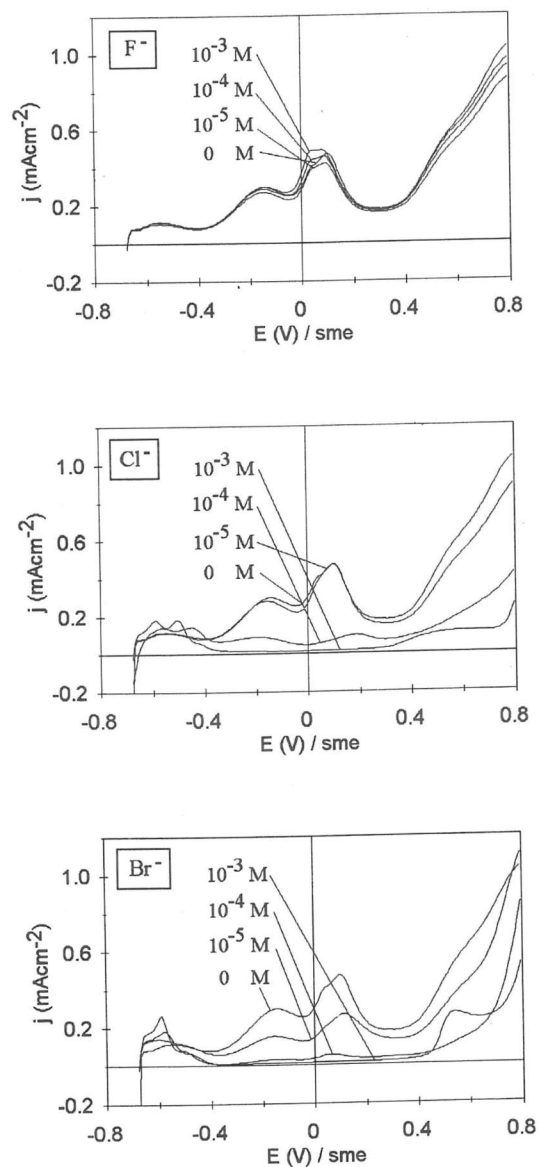 F⁻
1.0
10⁻³ M
10⁻⁴ M
10⁻⁵ M
0 M
0.6
0.2
-0.2
j (mAcm⁻²)
-0.8 -0.4 0 0.4 0.8
E (V) / sme
Cl⁻
1.0
10⁻³ M
10⁻⁴ M
10⁻⁵ M
0 M
0.6
0.2
-0.2
j (mAcm⁻²)
-0.8 -0.4 0 0.4 0.8
E (V) / sme
Br⁻
1.0
10⁻³ M
10⁻⁴ M
10⁻⁵ M
0 M
0.6
0.2
-0.2
j (mAcm⁻²)
-0.8 -0.4 0 0.4 0.8
E (V) / sme